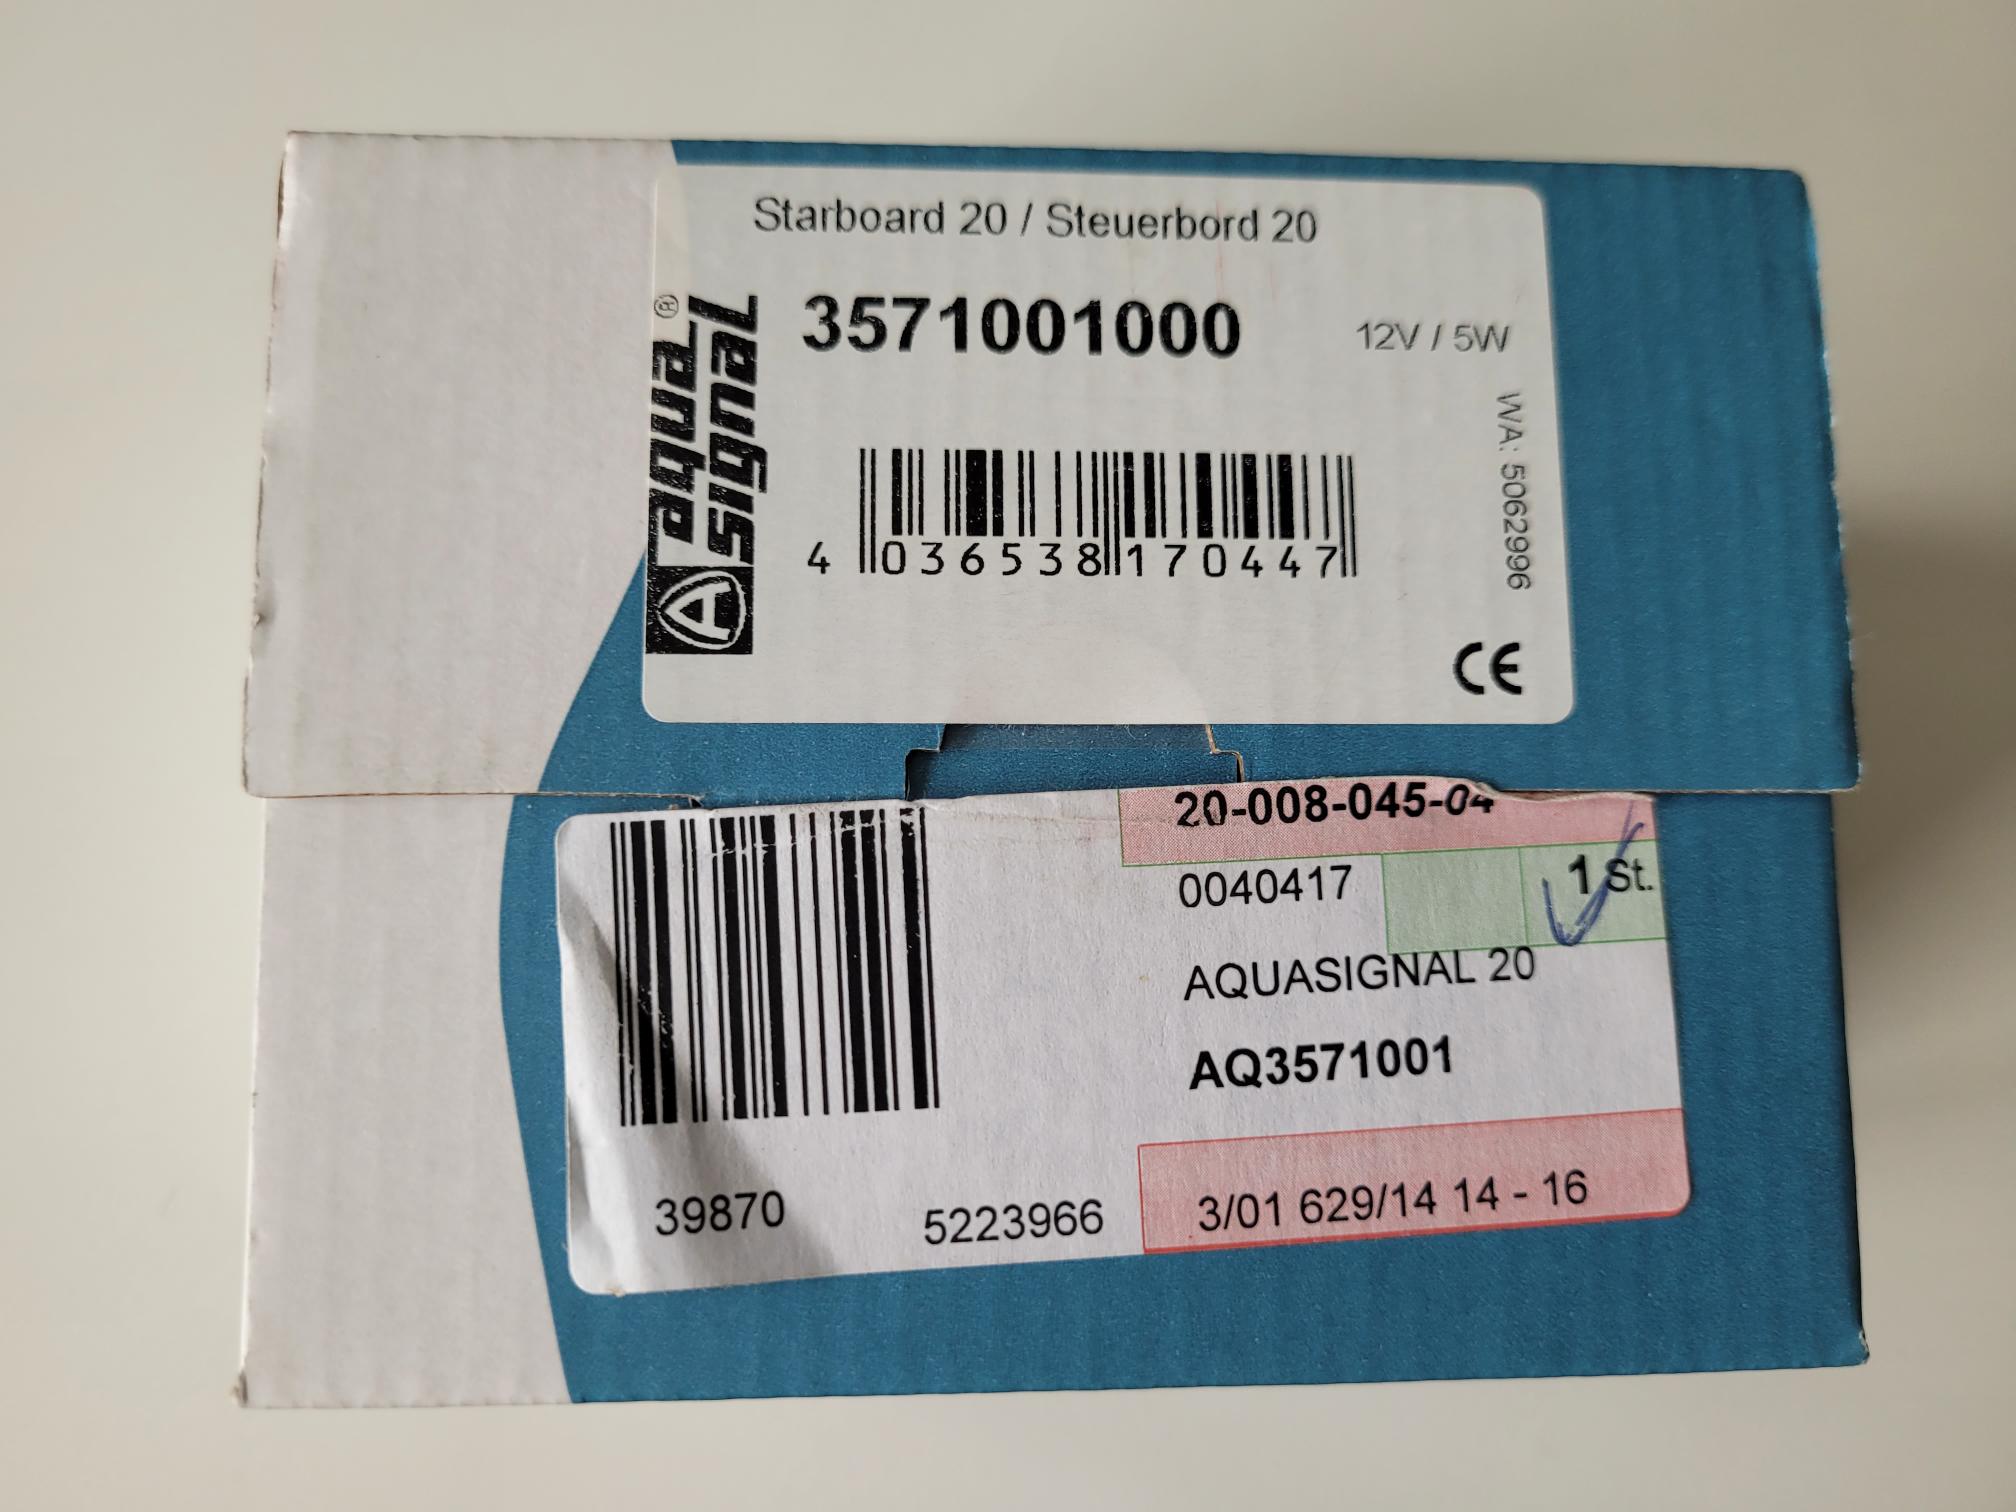 Starboard 20 / Steuerbord 20
aqua signal ®
3571001000
12V / 5W
4 036538 170447
WA: 5062996
CE
20-008-045-04
0040417
1 St.
AQUASIGNAL 20
AQ3571001
39870
5223966
3/01 629/14 14 - 16